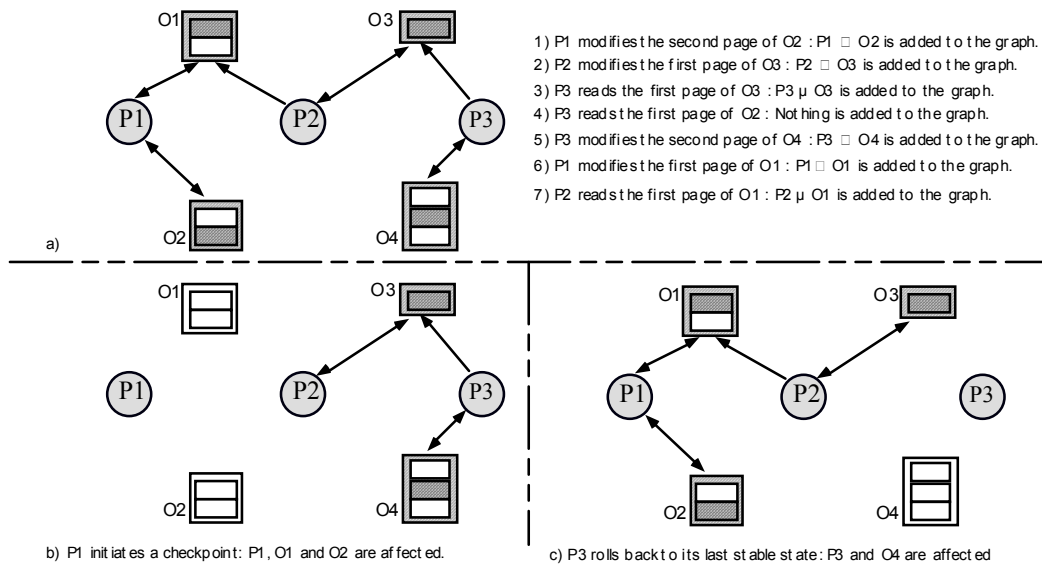 O1
O3
P1
P2
P3
O2
O4
a)
1) P1 modifies the second page of O2 : P1 □ O2 is added to the graph.
2) P2 modifies the first page of O3 : P2 □ O3 is added to the graph.
3) P3 reads the first page of O3 : P3 µ O3 is added to the graph.
4) P3 reads the first page of O2 : Nothing is added to the graph.
5) P3 modifies the second page of O4 : P3 □ O4 is added to the graph.
6) P1 modifies the first page of O1 : P1 □ O1 is added to the graph.
7) P2 reads the first page of O1 : P2 µ O1 is added to the graph.
O1
O3
P1
P2
P3
O2
O4
b) P1 initiates a checkpoint: P1, O1 and O2 are affected.
O1
O3
P1
P2
P3
O2
O4
c) P3 rolls back to its last stable state: P3 and O4 are affected